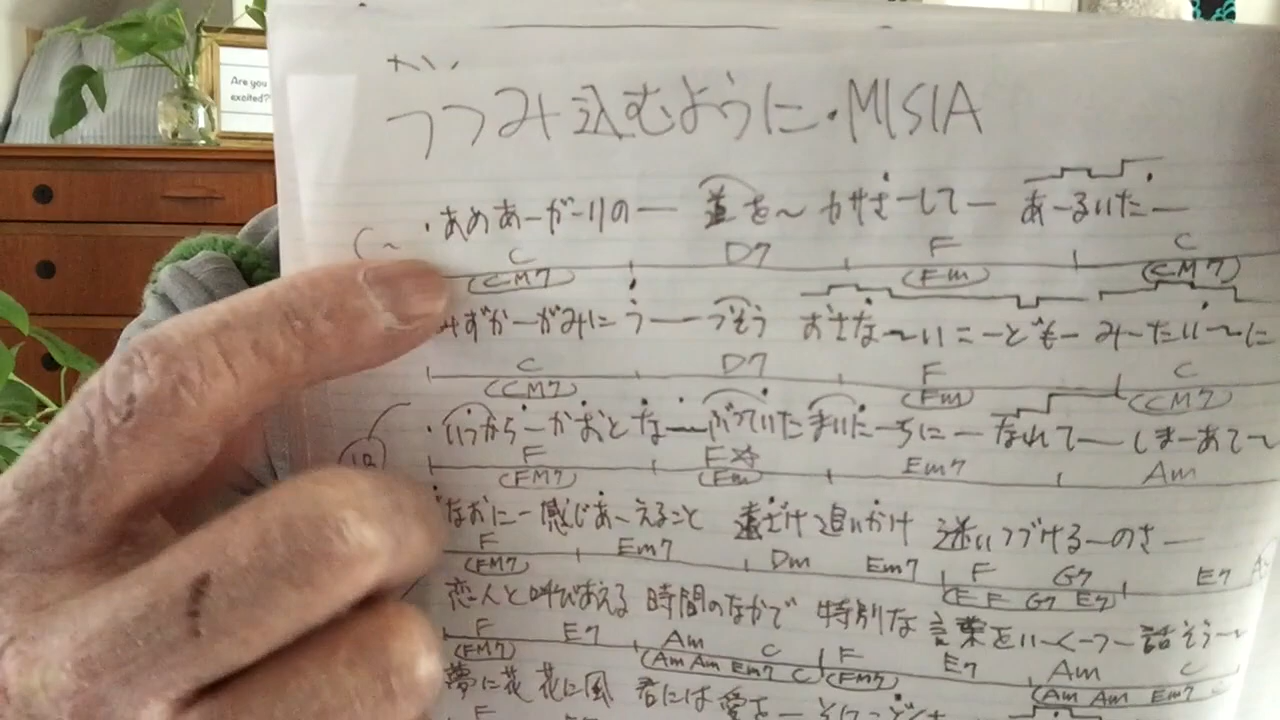 Are you
excited?
つつみ込むように・MISIA
・あめあーがーりのー 並を〜 かざさーしてー あーるいたー
C〜
C D7 F C
(CM7) (Fm) (CM7)
みずかーがみに うーーつそう おさな〜いこーどもー みーたい〜に
C D7 F C
(CM7) (Fm) (CM7)
・いつからーかおとなー ぶっていた まいにーちにー なれてー しまーあて〜
F F Em7 Am
(FM7) (Fm)
1B
すなおにー感じあ〜えること 遠ざけ追いかけ 迷いつづけるーのさー
F Em7 Dm Em7 F G7 E7
(FM7) (F F G7 E7)
恋人と呼びあえる 時間のなかで 特別な言葉をいーくーつー 話そう〜
F E7 Am C F E7 Am C
(FM7) (Am Am Em7 C) (FM7) (Am Am Em7 C
夢に花 花に風 君には愛をー そして
F